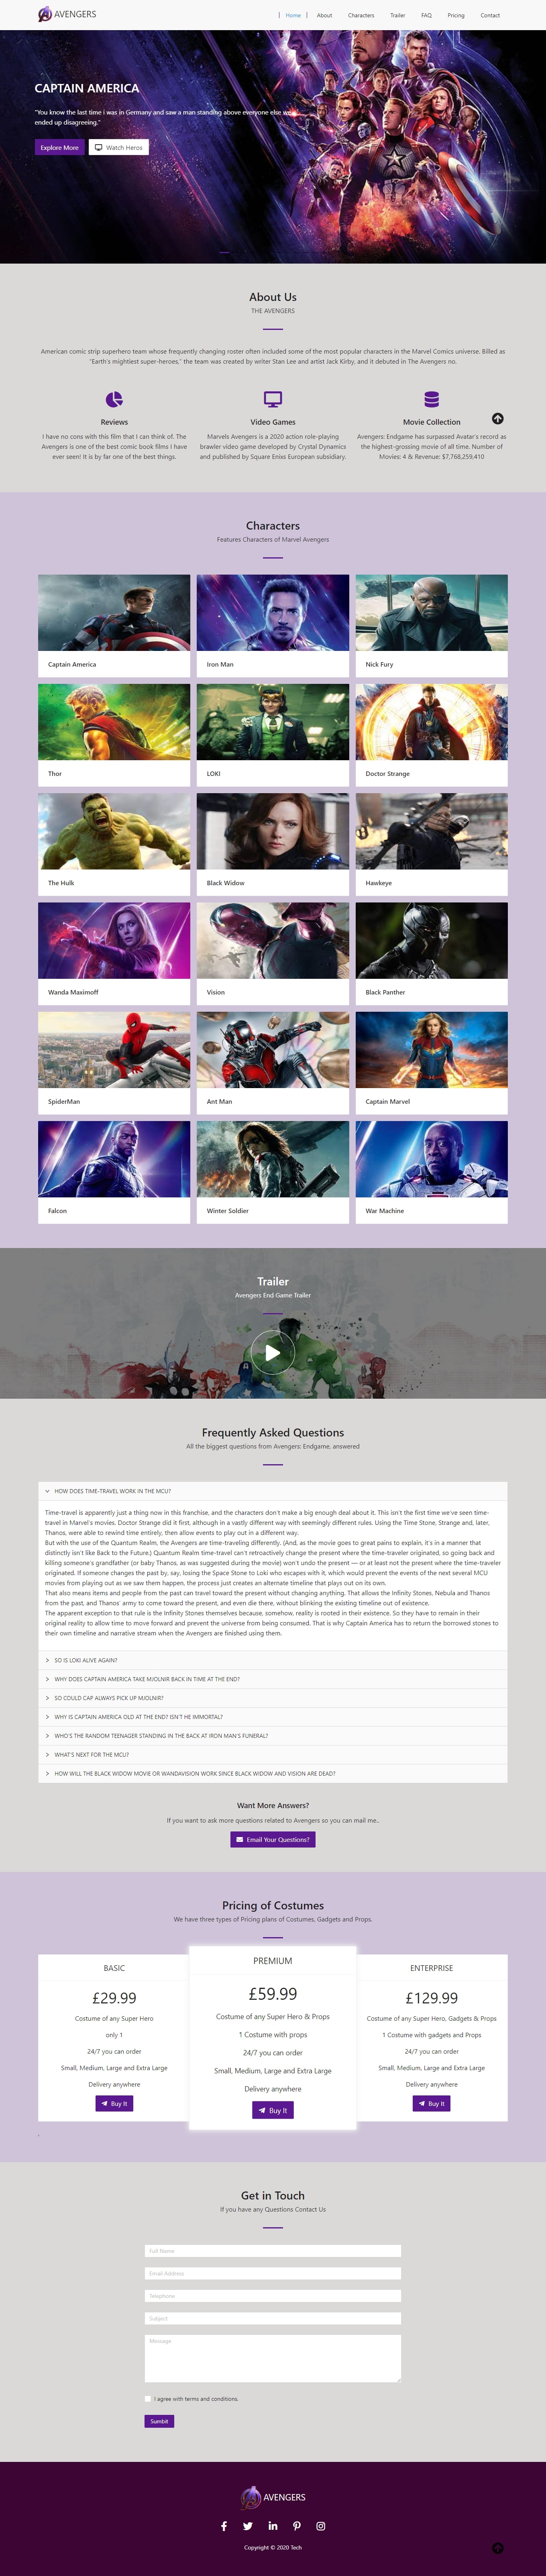 AVENGERS
Home
About
Characters
Trailer
FAQ
Pricing
Contact
CAPTAIN AMERICA
"You know the last time i was in Germany and saw a man standing above everyone else we
ended up disagreeing."
Explore More
Watch Heros
About Us
THE AVENGERS
American comic strip superhero team whose frequently changing roster often included some of the most popular characters in the Marvel Comics universe. Billed as
"Earth's mightiest super-heroes," the team was created by writer Stan Lee and artist Jack Kirby, and it debuted in The Avengers no.
Reviews
I have no cons with this film that I can think of. The
Avengers is one of the best comic book films I have
ever seen! It is by far one of the best things.
Video Games
Marvels Avengers is a 2020 action role-playing
brawler video game developed by Crystal Dynamics
and published by Square Enixs European subsidiary.
Movie Collection
Avengers: Endgame has surpassed Avatar's record as
the highest-grossing movie of all time. Number of
Movies: 4 & Revenue: $7,768,259,410
Characters
Features Characters of Marvel Avengers
Captain America
Iron Man
Nick Fury
Thor
LOKI
Doctor Strange
The Hulk
Black Widow
Hawkeye
Wanda Maximoff
Vision
Black Panther
SpiderMan
Ant Man
Captain Marvel
Falcon
Winter Soldier
War Machine
Trailer
Avengers End Game Trailer
Frequently Asked Questions
All the biggest questions from Avengers: Endgame, answered
HOW DOES TIME-TRAVEL WORK IN THE MCU?
Time-travel is apparently just a thing now in this franchise, and the characters don't make a big enough deal about it. This isn't the first time we've seen time-
travel in Marvel's movies, Doctor Strange did it first, although in a vastly different way with seemingly different rules. Using the Time Stone, Strange and, later,
Thanos, were able to rewind time entirely, then allow events to play out in a different way.
But with the use of the Quantum Realm, the Avengers are time-traveling differently. (And, as the movie goes to great pains to explain, it's in a manner that
distinctly isn't like Back to the Future.) Quantum Realm time-travel can't retroactively change the present that the time-traveler originated, so going back and
killing someone's grandfather (or baby Thanos, as was suggested during the movie) won't undo the present — or at least not the present where the time-traveler
originated. If someone changes the past by, say, losing the Space Stone to Loki who escapes with it, which would prevent the events of the next several MCU
movies from playing out as we saw them happen, the process just creates an alternate timeline that plays out on its own.
That also means items and people from the past can travel toward the present without changing anything. That allows the Infinity Stones, Nebula and Thanos
from the past, and Thanos' army to come toward the present, and even die there, without blinking the existing timeline out of existence.
The apparent exception to that rule is the Infinity Stones themselves because, somehow, reality is rooted in their existence. So they have to remain in their
original reality to allow time to move forward and prevent the universe from being consumed. That is why Captain America has to return the borrowed stones to
their own timeline and narrative stream when the Avengers are finished using them.
SO IS LOKI ALIVE AGAIN?
WHY DOES CAPTAIN AMERICA TAKE MJOLNIR BACK IN TIME AT THE END?
SO COULD CAP ALWAYS PICK UP MJOLNIR?
WHY IS CAPTAIN AMERICA OLD AT THE END? ISN'T HE IMMORTAL?
WHO'S THE RANDOM TEENAGER STANDING IN THE BACK AT IRON MAN'S FUNERAL?
WHAT'S NEXT FOR THE MCU?
HOW WILL THE BLACK WIDOW MOVIE OR WANDAVISION WORK SINCE BLACK WIDOW AND VISION ARE DEAD?
Want More Answers?
If you want to ask more questions related to Avengers so you can mail me..
Email Your Questions?
Pricing of Costumes
We have three types of Pricing plans of Costumes, Gadgets and Props.
BASIC
£29.99
Costume of any Super Hero
only 1
24/7 you can order
Small, Medium, Large and Extra Large
Delivery anywhere
Buy It
PREMIUM
£59.99
Costume of any Super Hero & Props
1 Costume with props
24/7 you can order
Small, Medium, Large and Extra Large
Delivery anywhere
Buy It
ENTERPRISE
£129.99
Costume of any Super Hero, Gadgets & Props
1 Costume with gadgets and Props
24/7 you can order
Small, Medium, Large and Extra Large
Delivery anywhere
Buy It
Get in Touch
If you have any Questions Contact Us
Full Name
Email Address
Telephone
Subject
Message
I agree with terms and conditions.
Sumbit
AVENGERS
Copyright © 2020 Tech